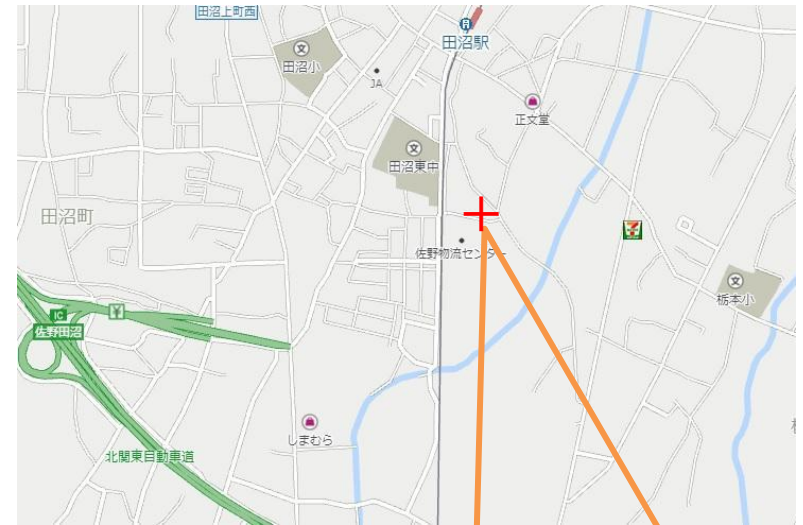 田沼上町西
田沼駅
田沼小
JA
正文堂
田沼東中
田沼町
佐野物流センター
栃本小
IC
佐野田沼
しまむら
北関東自動車道